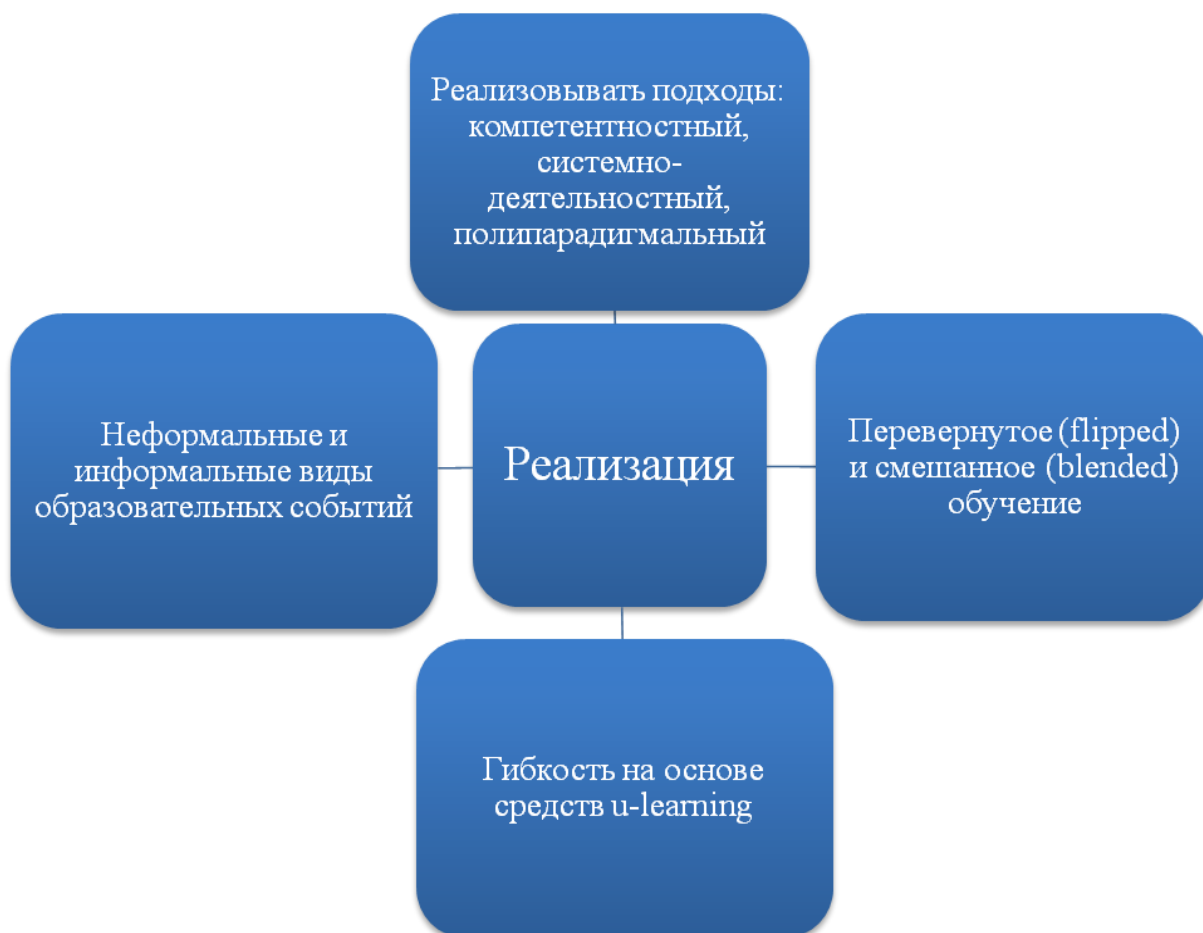 Реализовывать подходы:
компетентностный,
системно-
деятельностный,
полипарадигмальный
Неформальные и
информальные виды
образовательных событий
Реализация
Перевернутое (flipped)
и смешанное (blended)
обучение
Гибкость на основе
средств u-learning